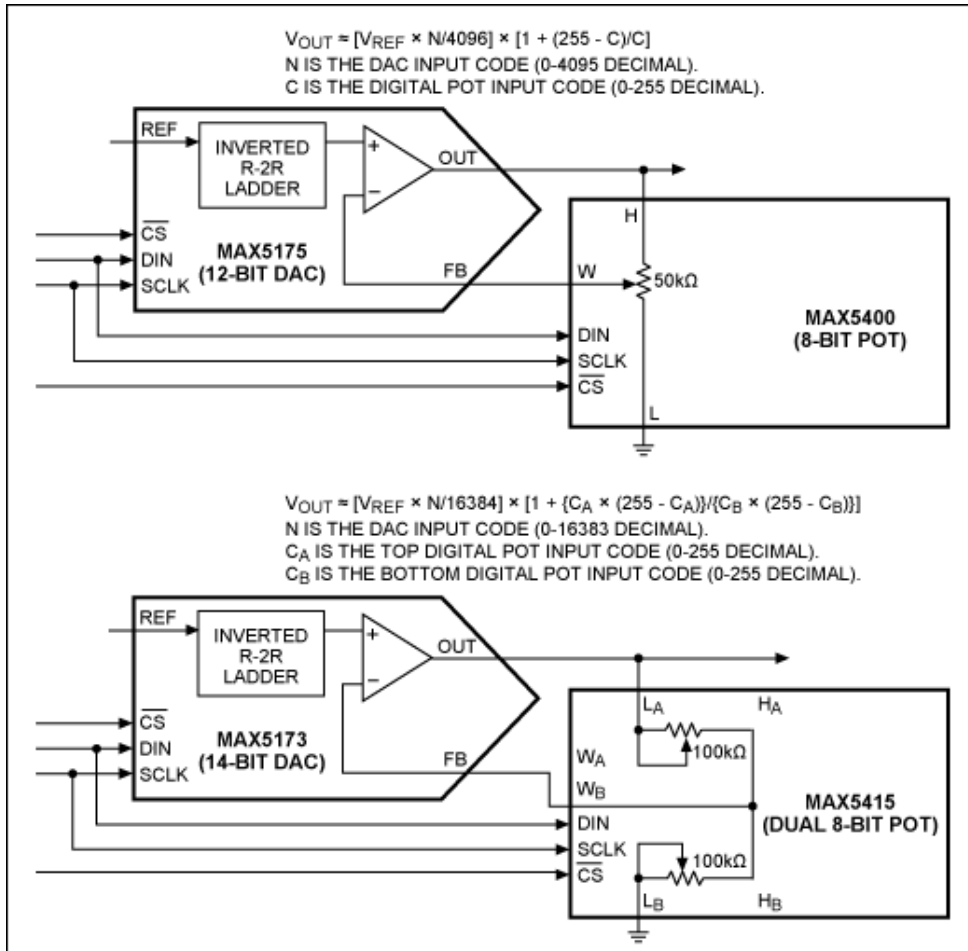 VOUT ≈ [VREF × N/4096] × [1 + (255 - C)/C]
N IS THE DAC INPUT CODE (0-4095 DECIMAL).
C IS THE DIGITAL POT INPUT CODE (0-255 DECIMAL).
REF
INVERTED
R-2R
LADDER
+
−
OUT
CS
DIN
SCLK
MAX5175
(12-BIT DAC)
FB
H
W
50kΩ
MAX5400
(8-BIT POT)
DIN
SCLK
CS
L
VOUT ≈ [VREF × N/16384] × [1 + {CA × (255 - CA)}/{CB × (255 - CB)}]
N IS THE DAC INPUT CODE (0-16383 DECIMAL).
CA IS THE TOP DIGITAL POT INPUT CODE (0-255 DECIMAL).
CB IS THE BOTTOM DIGITAL POT INPUT CODE (0-255 DECIMAL).
REF
INVERTED
R-2R
LADDER
+
−
OUT
CS
DIN
SCLK
MAX5173
(14-BIT DAC)
FB
LA
HA
100kΩ
WA
WB
MAX5415
(DUAL 8-BIT POT)
DIN
SCLK
CS
100kΩ
LB
HB